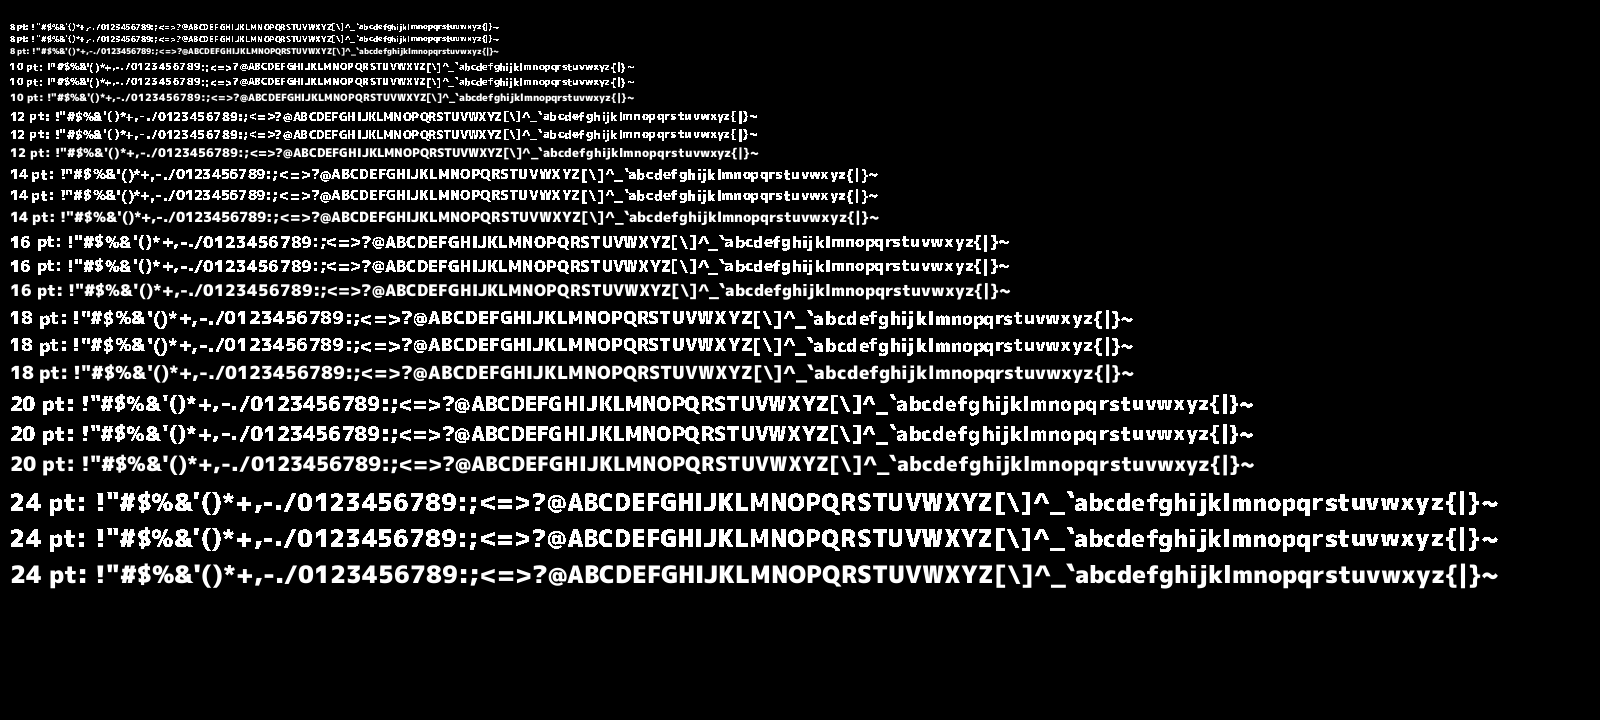 8 pt: !"#$%&'()*+,-./0123456789:;<=>?@ABCDEFGHIJKLMNOPQRSTUVWXYZ[\]^_`abcdefghijklmnopqrstuvwxyz{|}~
8 pt: !"#$%&'()*+,-./0123456789:;<=>?@ABCDEFGHIJKLMNOPQRSTUVWXYZ[\]^_`abcdefghijklmnopqrstuvwxyz{|}~
8 pt: !"#$%&'()*+,-./0123456789:;<=>?@ABCDEFGHIJKLMNOPQRSTUVWXYZ[\]^_`abcdefghijklmnopqrstuvwxyz{|}~
10 pt: !"#$%&'()*+,-./0123456789:;<=>?@ABCDEFGHIJKLMNOPQRSTUVWXYZ[\]^_`abcdefghijklmnopqrstuvwxyz{|}~
10 pt: !"#$%&'()*+,-./0123456789:;<=>?@ABCDEFGHIJKLMNOPQRSTUVWXYZ[\]^_`abcdefghijklmnopqrstuvwxyz{|}~
10 pt: !"#$%&'()*+,-./0123456789:;<=>?@ABCDEFGHIJKLMNOPQRSTUVWXYZ[\]^_`abcdefghijklmnopqrstuvwxyz{|}~
12 pt: !"#$%&'()*+,-./0123456789:;<=>?@ABCDEFGHIJKLMNOPQRSTUVWXYZ[\]^_`abcdefghijklmnopqrstuvwxyz{|}~
12 pt: !"#$%&'()*+,-./0123456789:;<=>?@ABCDEFGHIJKLMNOPQRSTUVWXYZ[\]^_`abcdefghijklmnopqrstuvwxyz{|}~
12 pt: !"#$%&'()*+,-./0123456789:;<=>?@ABCDEFGHIJKLMNOPQRSTUVWXYZ[\]^_`abcdefghijklmnopqrstuvwxyz{|}~
14 pt: !"#$%&'()*+,-./0123456789:;<=>?@ABCDEFGHIJKLMNOPQRSTUVWXYZ[\]^_`abcdefghijklmnopqrstuvwxyz{|}~
14 pt: !"#$%&'()*+,-./0123456789:;<=>?@ABCDEFGHIJKLMNOPQRSTUVWXYZ[\]^_`abcdefghijklmnopqrstuvwxyz{|}~
14 pt: !"#$%&'()*+,-./0123456789:;<=>?@ABCDEFGHIJKLMNOPQRSTUVWXYZ[\]^_`abcdefghijklmnopqrstuvwxyz{|}~
16 pt: !"#$%&'()*+,-./0123456789:;<=>?@ABCDEFGHIJKLMNOPQRSTUVWXYZ[\]^_`abcdefghijklmnopqrstuvwxyz{|}~
16 pt: !"#$%&'()*+,-./0123456789:;<=>?@ABCDEFGHIJKLMNOPQRSTUVWXYZ[\]^_`abcdefghijklmnopqrstuvwxyz{|}~
16 pt: !"#$%&'()*+,-./0123456789:;<=>?@ABCDEFGHIJKLMNOPQRSTUVWXYZ[\]^_`abcdefghijklmnopqrstuvwxyz{|}~
18 pt: !"#$%&'()*+,-./0123456789:;<=>?@ABCDEFGHIJKLMNOPQRSTUVWXYZ[\]^_`abcdefghijklmnopqrstuvwxyz{|}~
18 pt: !"#$%&'()*+,-./0123456789:;<=>?@ABCDEFGHIJKLMNOPQRSTUVWXYZ[\]^_`abcdefghijklmnopqrstuvwxyz{|}~
18 pt: !"#$%&'()*+,-./0123456789:;<=>?@ABCDEFGHIJKLMNOPQRSTUVWXYZ[\]^_`abcdefghijklmnopqrstuvwxyz{|}~
20 pt: !"#$%&'()*+,-./0123456789:;<=>?@ABCDEFGHIJKLMNOPQRSTUVWXYZ[\]^_`abcdefghijklmnopqrstuvwxyz{|}~
20 pt: !"#$%&'()*+,-./0123456789:;<=>?@ABCDEFGHIJKLMNOPQRSTUVWXYZ[\]^_`abcdefghijklmnopqrstuvwxyz{|}~
20 pt: !"#$%&'()*+,-./0123456789:;<=>?@ABCDEFGHIJKLMNOPQRSTUVWXYZ[\]^_`abcdefghijklmnopqrstuvwxyz{|}~
24 pt: !"#$%&'()*+,-./0123456789:;<=>?@ABCDEFGHIJKLMNOPQRSTUVWXYZ[\]^_`abcdefghijklmnopqrstuvwxyz{|}~
24 pt: !"#$%&'()*+,-./0123456789:;<=>?@ABCDEFGHIJKLMNOPQRSTUVWXYZ[\]^_`abcdefghijklmnopqrstuvwxyz{|}~
24 pt: !"#$%&'()*+,-./0123456789:;<=>?@ABCDEFGHIJKLMNOPQRSTUVWXYZ[\]^_`abcdefghijklmnopqrstuvwxyz{|}~